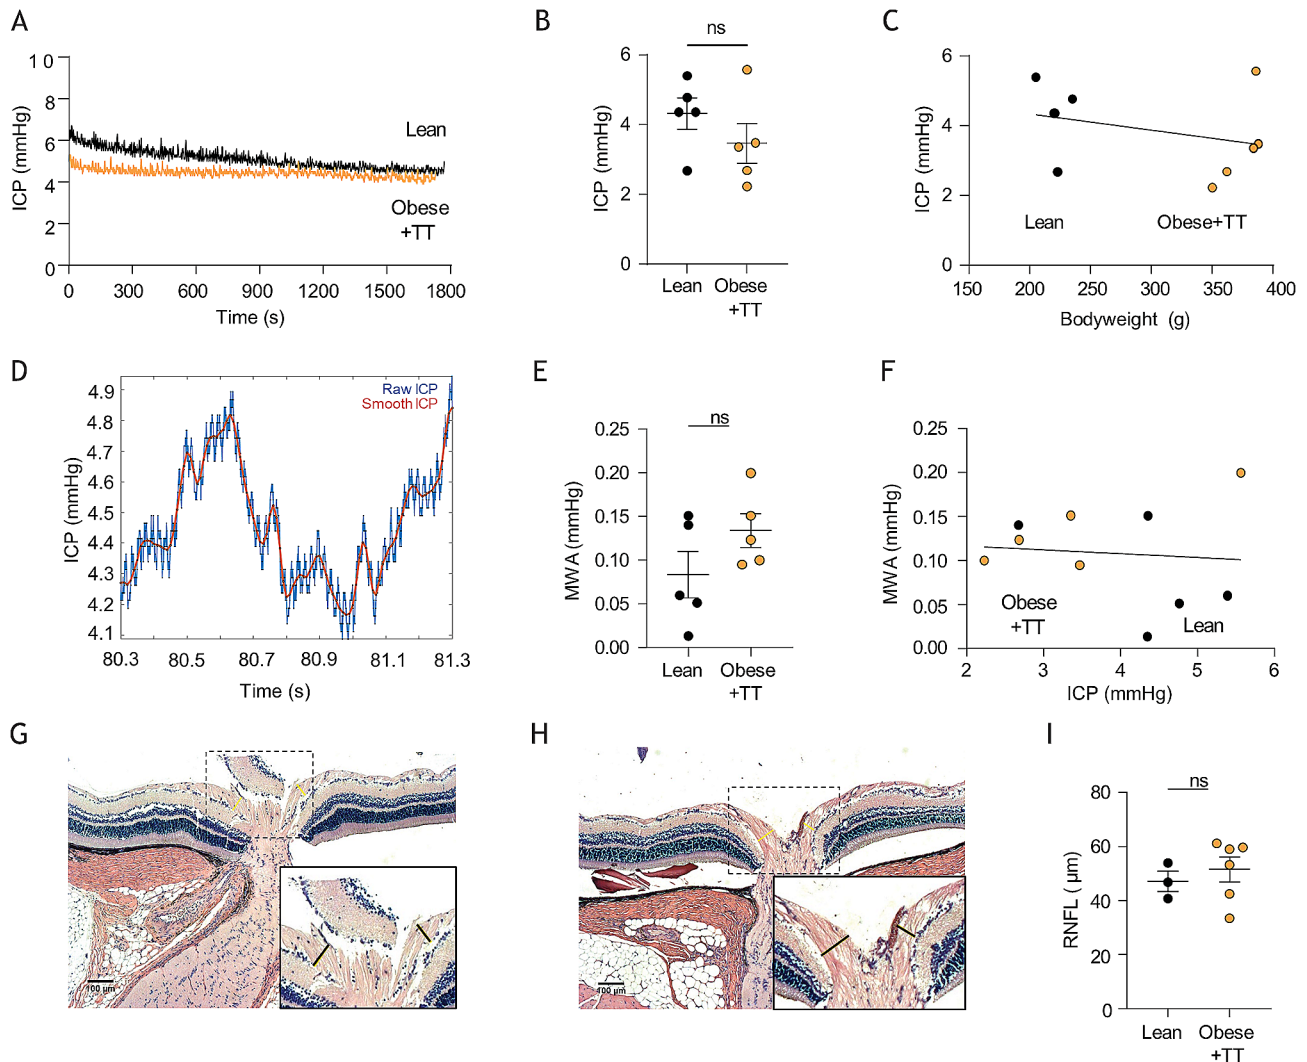 A
ICP (mmHg)
1 0
8
6
4
2
0
Lean
Obese
+TT
0
300
600
900
1200
1500
1800
Time (s)
B
ns
ICP (mmHg)
6
4
2
0
Lean
Obese
+TT
C
ICP (mmHg)
6
4
2
0
Lean
Obese+TT
150
200
250
300
350
400
Bodyweight (g)
D
ICP (mmHg)
4.9
4.8
4.7
4.6
4.5
4.4
4.3
4.2
4.1
Raw ICP
Smooth ICP
80.3
80.5
80.7
80.9
81.1
81.3
Time (s)
E
ns
MWA (mmHg)
0.25
0.20
0.15
0.10
0.05
0.00
Lean
Obese
+TT
F
MWA (mmHg)
0.25
0.20
0.15
0.10
0.05
0.00
Obese
+TT
Lean
2
3
4
5
6
ICP (mmHg)
G
100 µm
H
100 µm
I
ns
RNFL ( µm)
80
60
40
20
0
Lean
Obese
+TT